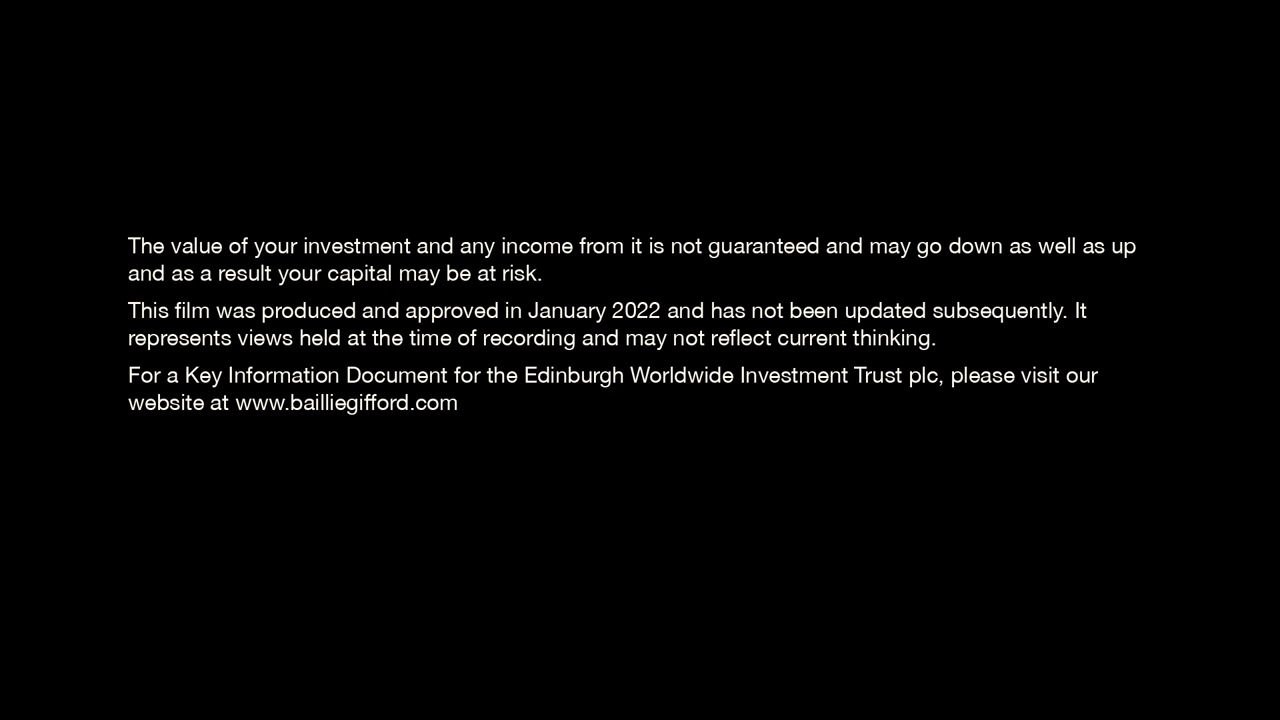 The value of your investment and any income from it is not guaranteed and may go down as well as up
and as a result your capital may be at risk.
This film was produced and approved in January 2022 and has not been updated subsequently. It
represents views held at the time of recording and may not reflect current thinking.
For a Key Information Document for the Edinburgh Worldwide Investment Trust plc, please visit our
website at www.bailliegifford.com